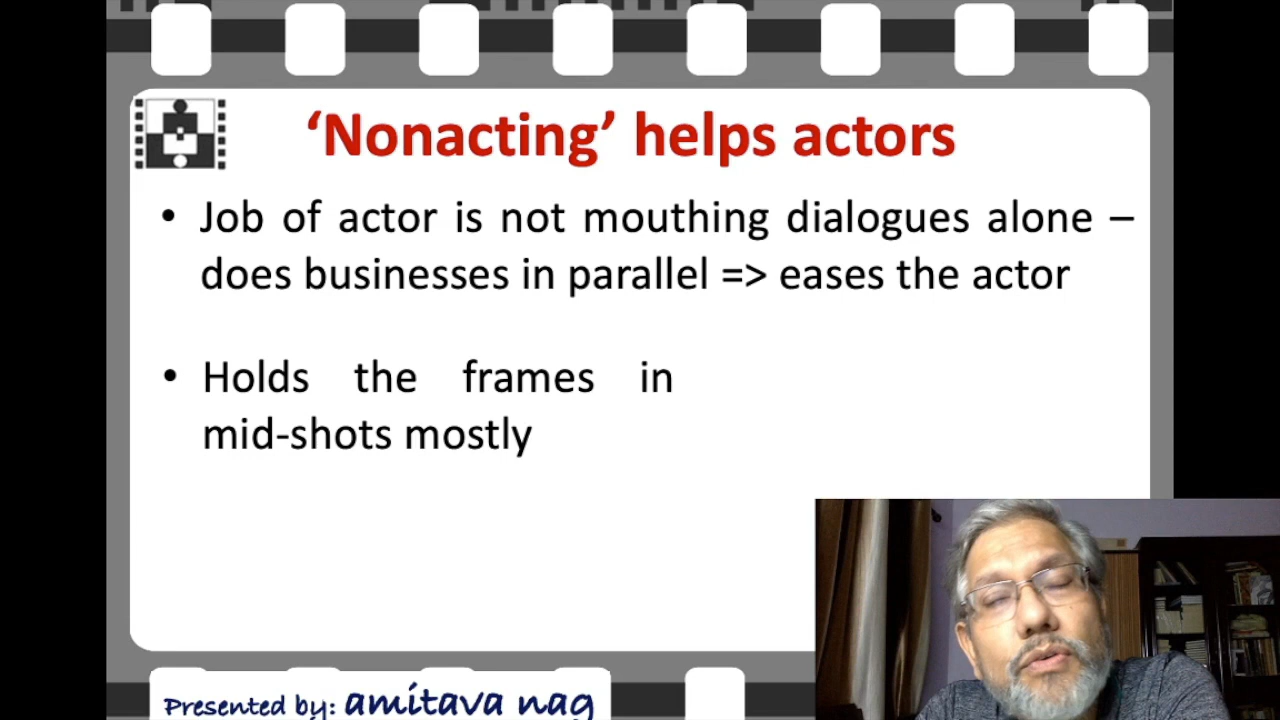 ‘Nonacting’ helps actors
• Job of actor is not mouthing dialogues alone –
does businesses in parallel => eases the actor
• Holds the frames in
mid-shots mostly
Presented by: amitava nag